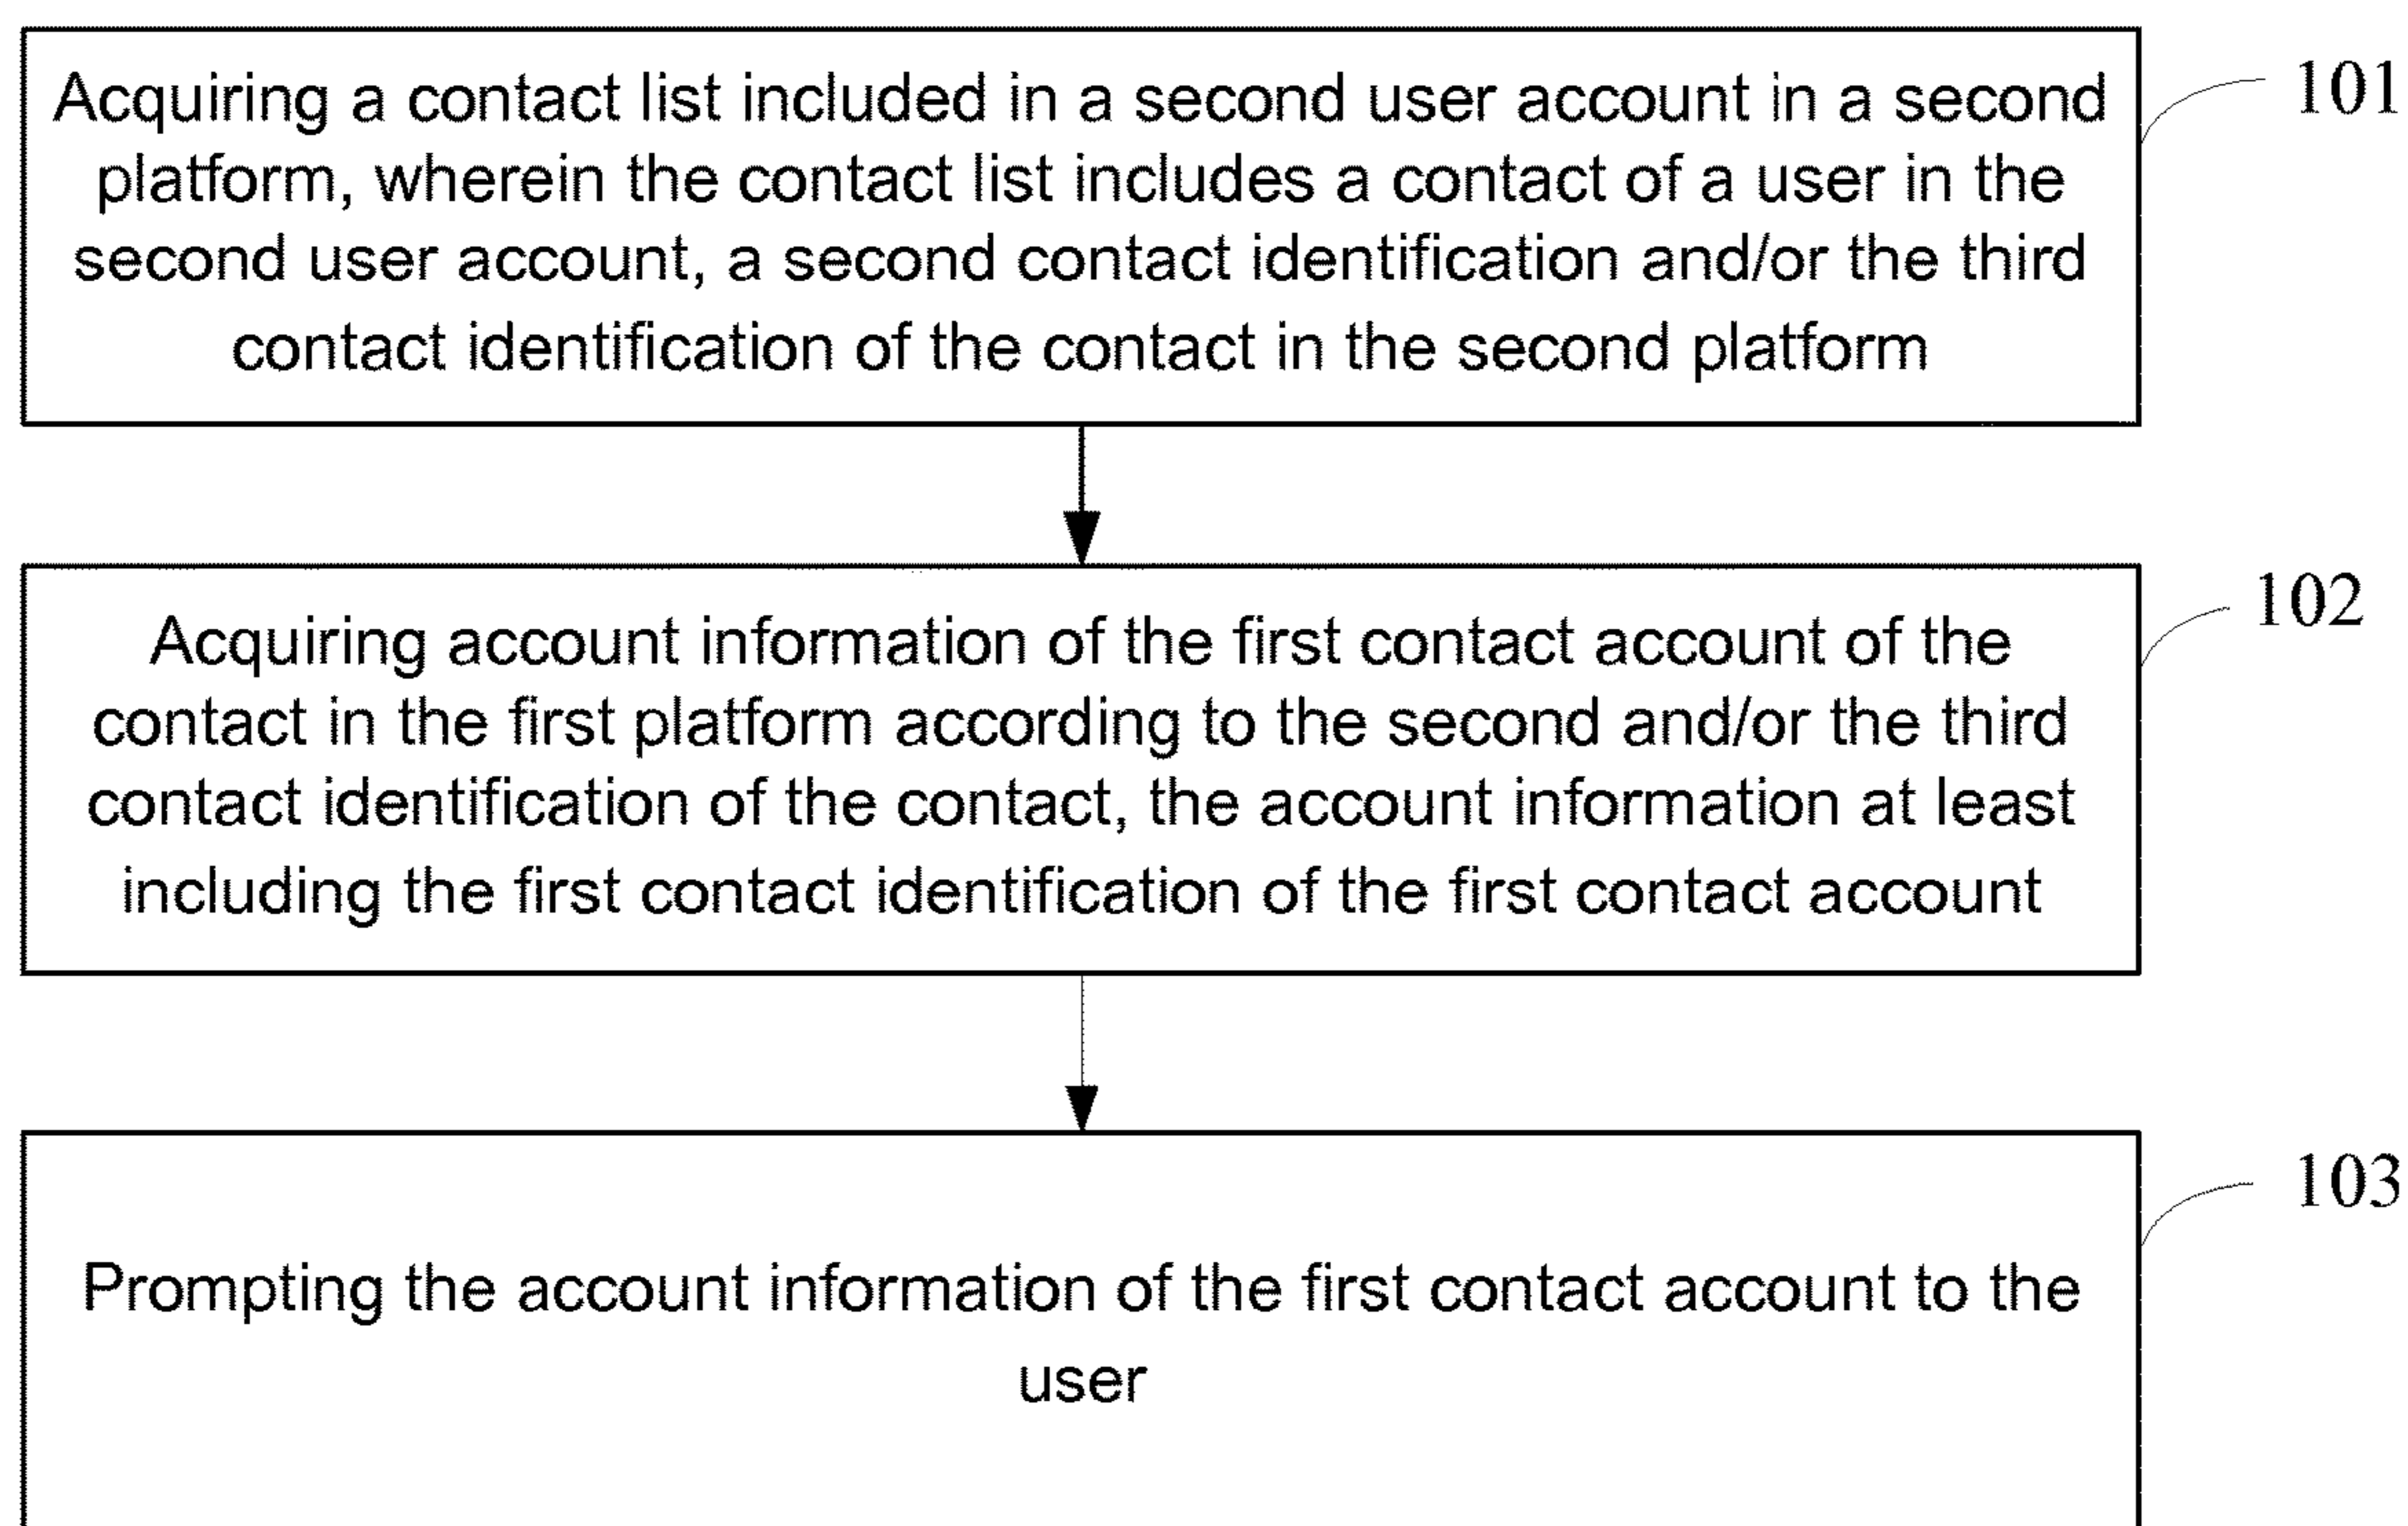 Acquiring a contact list included in a second user account in a second
platform, wherein the contact list includes a contact of a user in the
second user account, a second contact identification and/or the third
contact identification of the contact in the second platform
101
Acquiring account information of the first contact account of the
contact in the first platform according to the second and/or the third
contact identification of the contact, the account information at least
including the first contact identification of the first contact account
102
Prompting the account information of the first contact account to the
user
103